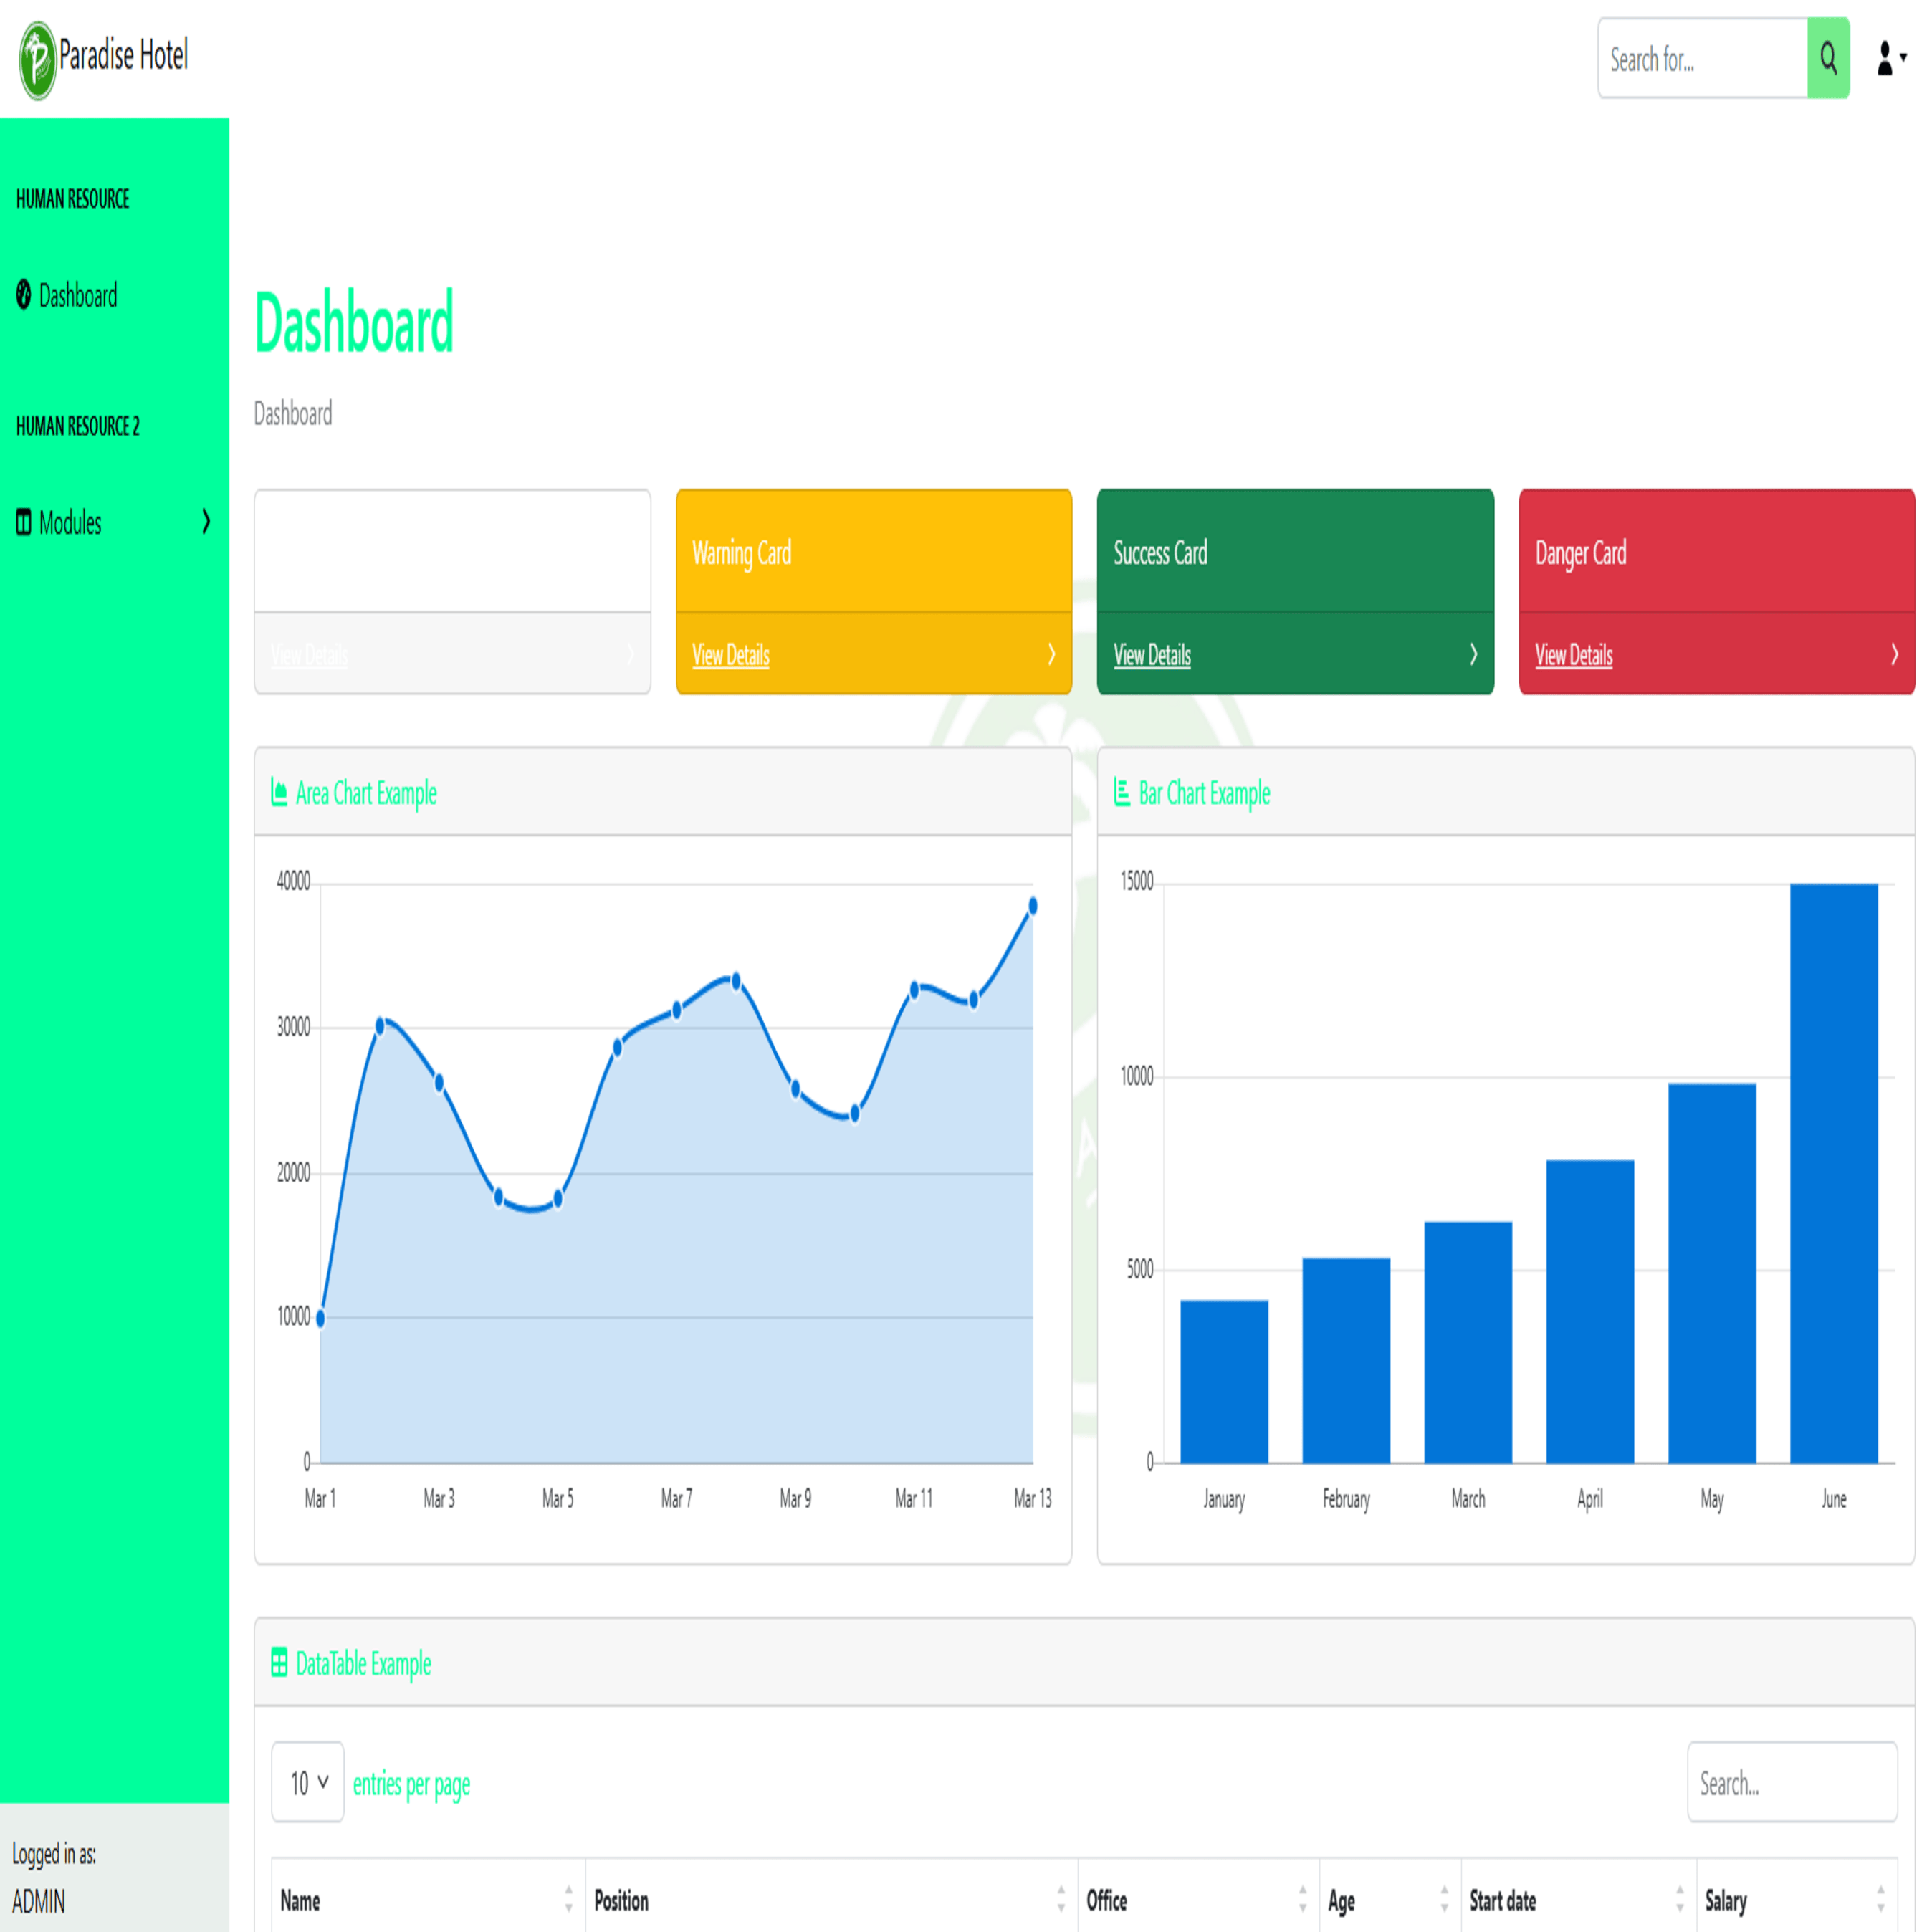 Paradise Hotel
Search for...
HUMAN RESOURCE
Dashboard
HUMAN RESOURCE 2
Modules
Logged in as:
ADMIN
Dashboard
Dashboard
View Details
Warning Card
View Details
Success Card
View Details
Danger Card
View Details
Area Chart Example
40000
30000
20000
10000
0
Mar 1 Mar 3 Mar 5 Mar 7 Mar 9 Mar 11 Mar 13
Bar Chart Example
15000
10000
5000
0
January February March April May June
DataTable Example
10 entries per page
Search...
Name Position Office Age Start date Salary